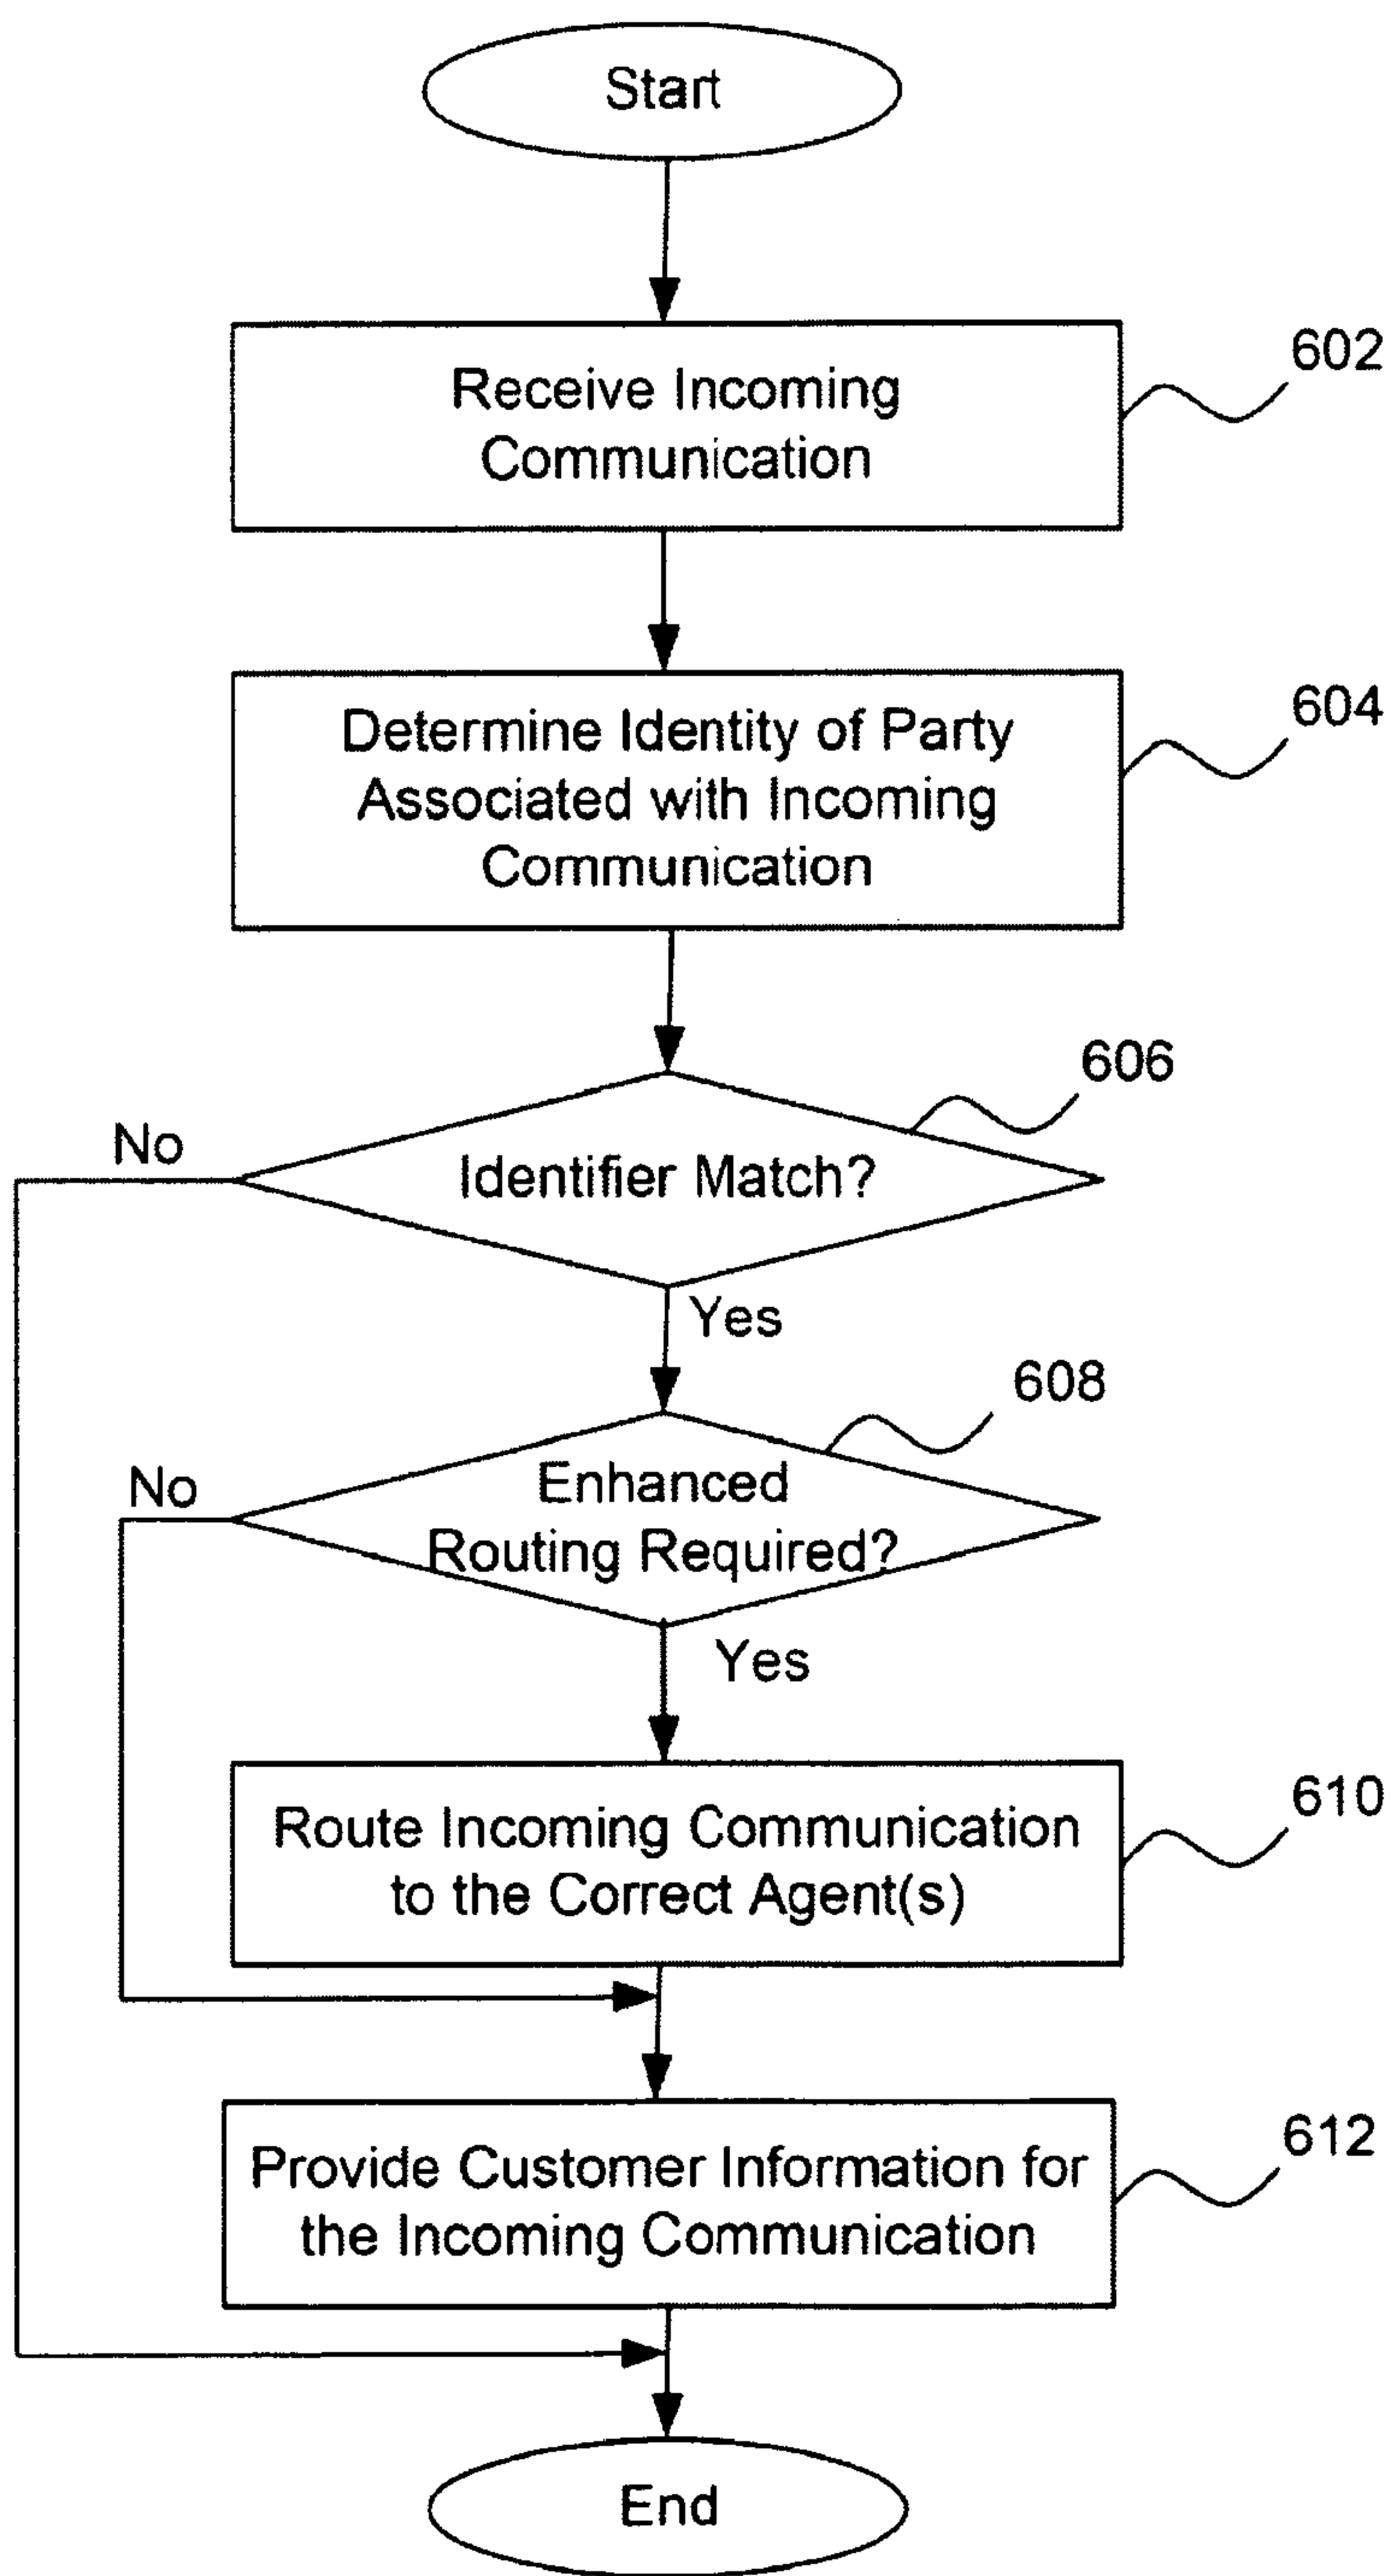 Start
Receive Incoming
Communication
602
Determine Identity of Party
Associated with Incoming
Communication
604
606
No
Identifier Match?
Yes
608
No
Enhanced
Routing Required?
Yes
Route Incoming Communication
to the Correct Agent(s)
610
Provide Customer Information for
the Incoming Communication
612
End